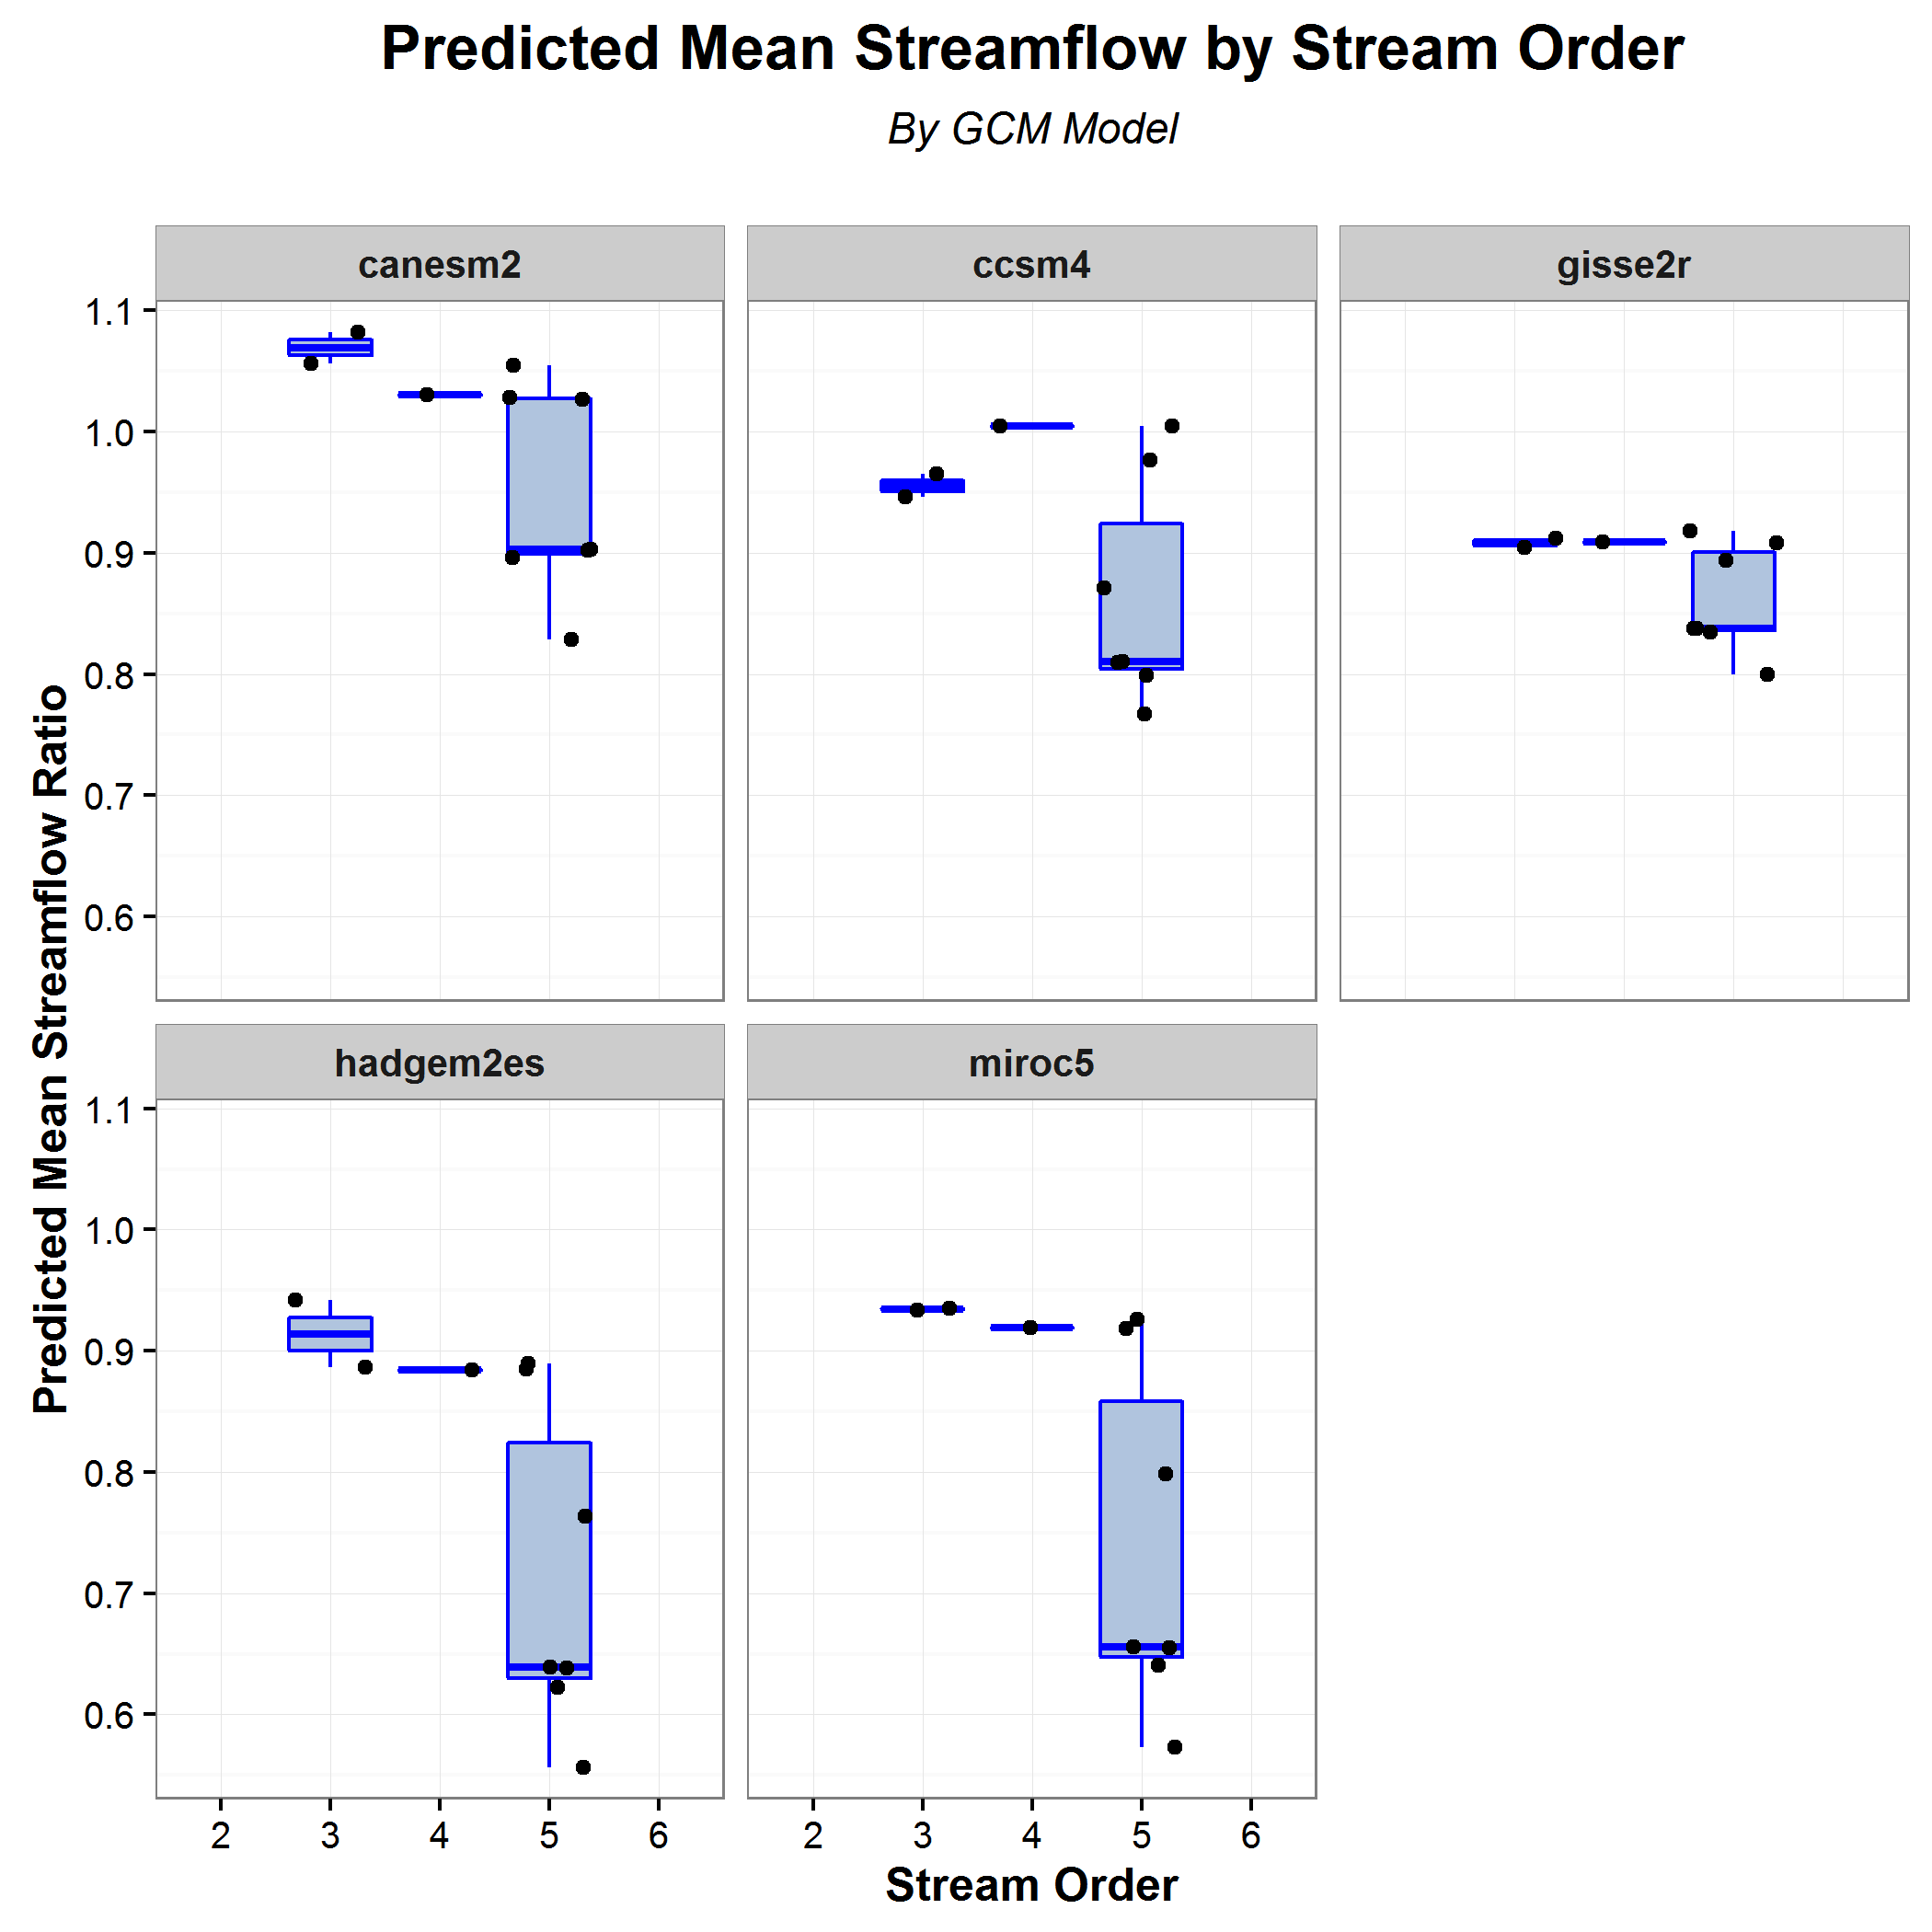 Predicted Mean Streamflow by Stream Order
By GCM Model
canesm2 ccsm4 gisse2r
1.1
1.0
0.9
0.8
0.7
0.6
Predicted Mean Streamflow Ratio
hadgem2es miroc5
1.1
1.0
0.9
0.8
0.7
0.6
2 3 4 5 6 2 3 4 5 6
Stream Order